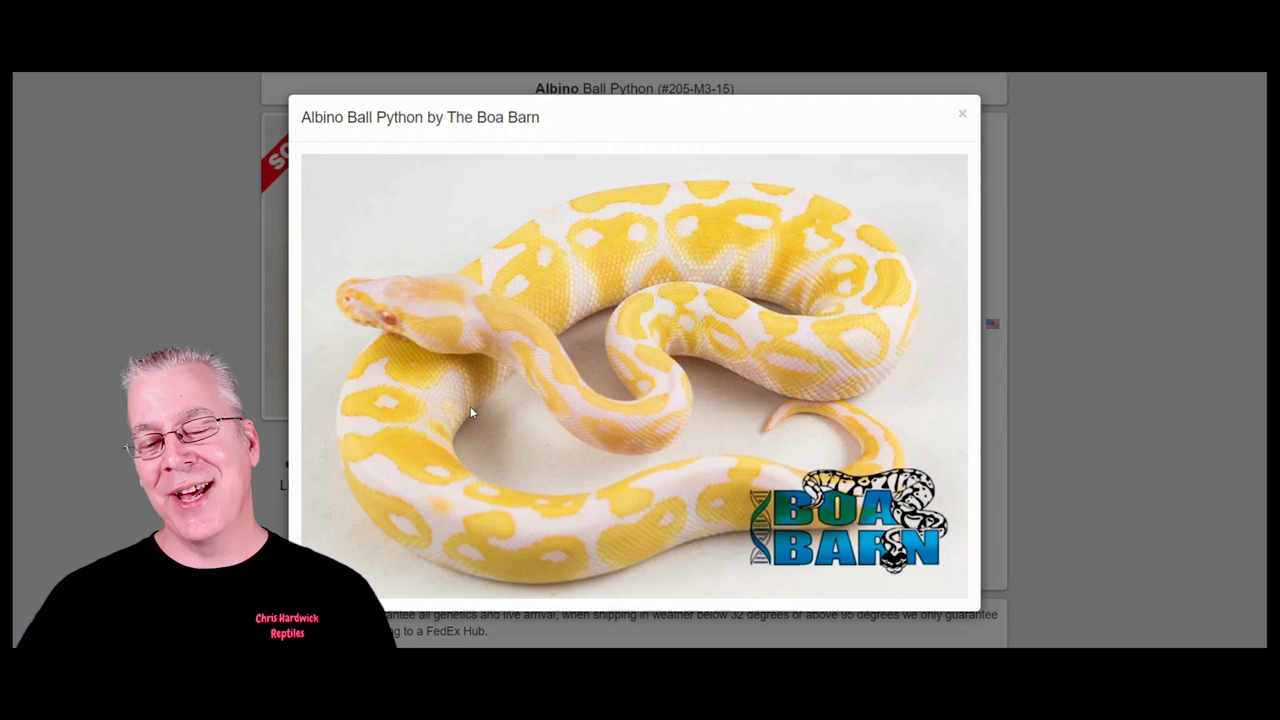 Albino Ball Python (#205-M3-15)
Albino Ball Python by The Boa Barn
×
BOA
BARN
Chris Hardwick
Reptiles
all genetics and live arrival, when shipping in weather below 32 degrees or above 95 degrees we only guarantee
to a FedEx Hub.